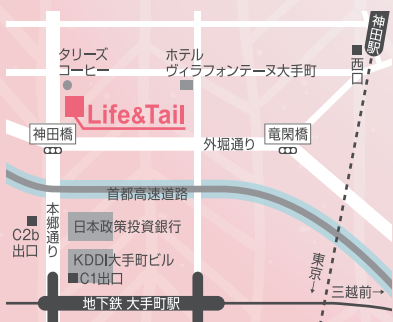 神田駅
タリーズ
コーヒー
ホテル
ヴィラフォンテーヌ大手町
西口
Life&Tail
神田橋
外堀通り
竜閑橋
首都高速道路
本郷通り
日本政策投資銀行
C2b
出口
KDDI大手町ビル
C1出口
東京→
三越前→
地下鉄 大手町駅